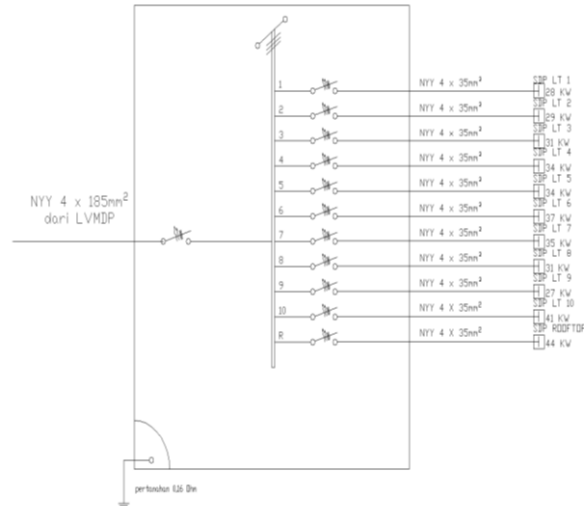 SDP LT 1
1 NYY 4 x 35mm² 28 KW
SDP LT 2
2 NYY 4 x 35mm² 29 KW
SDP LT 3
3 NYY 4 x 35mm² 31 KW
SDP LT 4
4 NYY 4 x 35mm² 34 KW
SDP LT 5
5 NYY 4 x 35mm² 34 KW
SDP LT 6
6 NYY 4 x 35mm² 37 KW
SDP LT 7
7 NYY 4 x 35mm² 35 KW
SDP LT 8
8 NYY 4 x 35mm² 31 KW
SDP LT 9
9 NYY 4 x 35mm² 27 KW
SDP LT 10
10 NYY 4 X 35mm² 41 KW
SDP ROOFTOP
R NYY 4 X 35mm² 44 KW
NYY 4 x 185mm²
dari LVMDP
pertanahan 0.26 Ohm